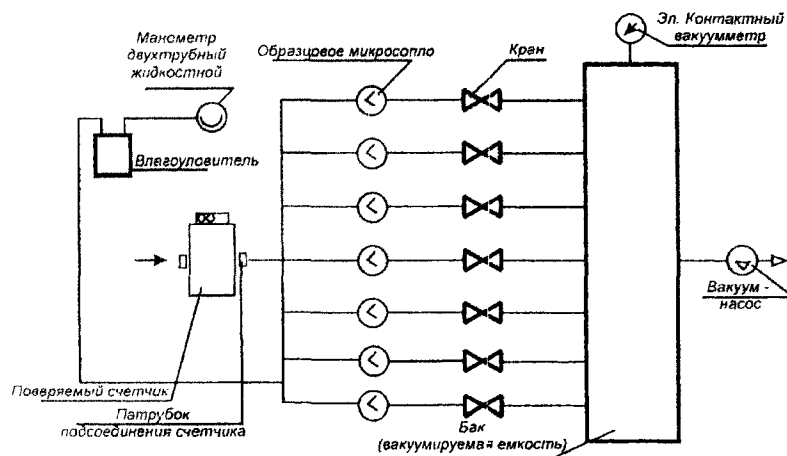 Манометр
двухтрубный
жидкостной
Образцовое микросопло
Кран
Эл. Контактный
вакуумметр
Влагоуловитель
Вакуум -
насос
Поверяемый счетчик
Патрубок
подсоединения счетчика
Бак
(вакуумируемая емкость)